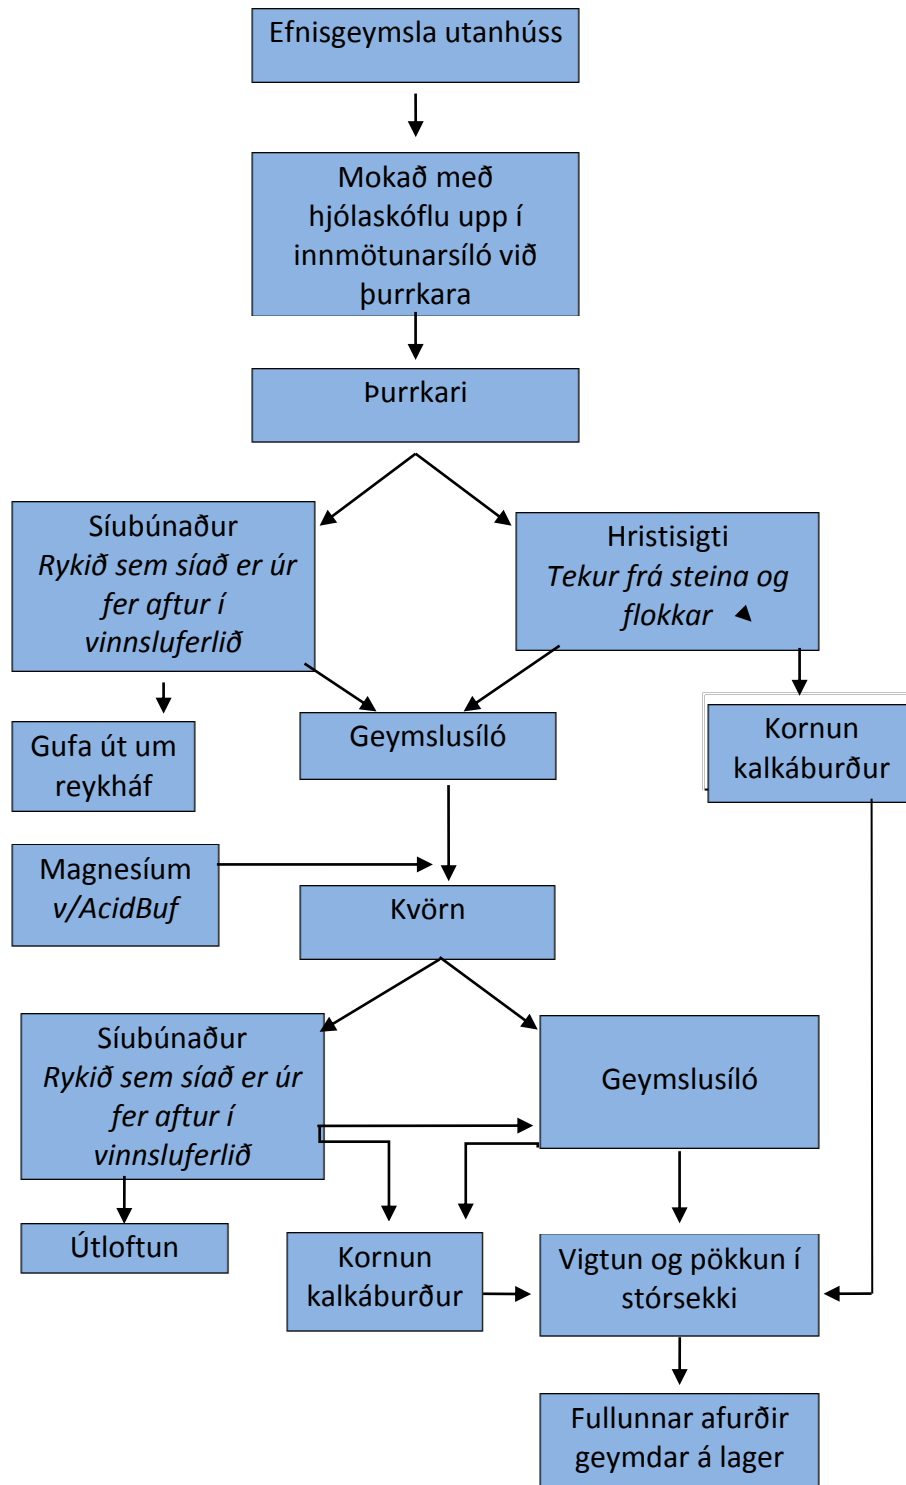 Efnisgeymsla utanhúss
Mokað með
hjólaskóflu upp í
innmötunarsíló við
þurrkara
Þurrkari
Síubúnaður
Rykið sem síað er úr
fer aftur í
vinnsluferlið
Hristisigti
Tekur frá steina og
flokkar
Gufa út um
reykháf
Geymslusíló
Kornun
kalkáburður
Magnesíum
v/AcidBuf
Kvörn
Síubúnaður
Rykið sem síað er úr
fer aftur í
vinnsluferlið
Geymslusíló
Útloftun
Kornun
kalkáburður
Vigtun og pökkun í
stórsekki
Fullunnar afurðir
geymdar á lager